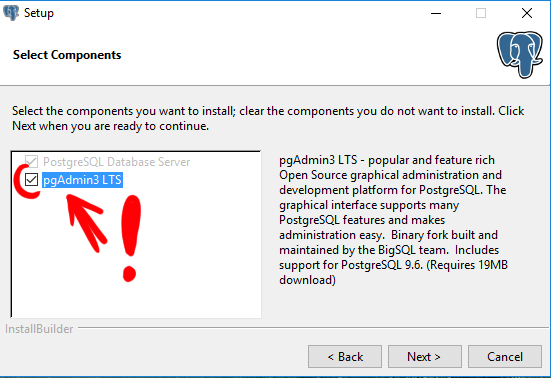 Setup
Select Components
Select the components you want to install; clear the components you do not want to install. Click
Next when you are ready to continue.
PostgreSQL Database Server
pgAdmin3 LTS
pgAdmin3 LTS - popular and feature rich
Open Source graphical administration and
development platform for PostgreSQL. The
graphical interface supports many
PostgreSQL features and makes
administration easy.  Binary fork built and
maintained by the BigSQL team.  Includes
support for PostgreSQL 9.6. (Requires 19MB
download)
!
InstallBuilder
< Back
Next >
Cancel